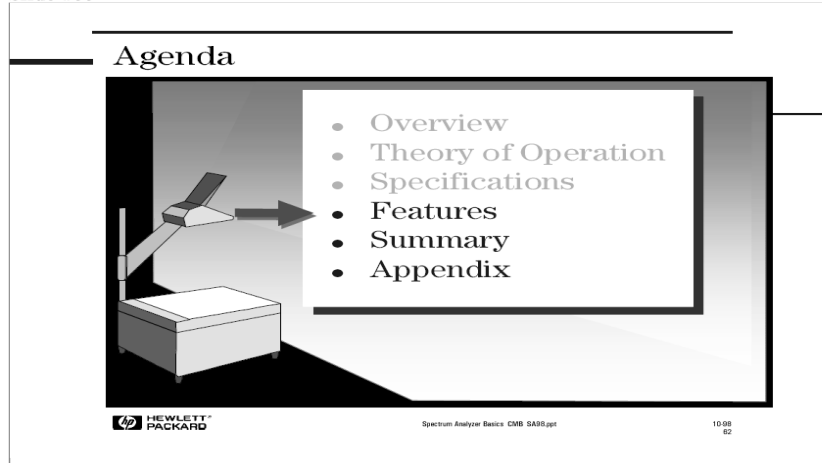 Agenda
Overview
Theory of Operation
Specifications
Features
Summary
Appendix
hp HEWLETT®
PACKARD
Spectrum Analyzer Basics CMB SA98.ppt
10-98
62